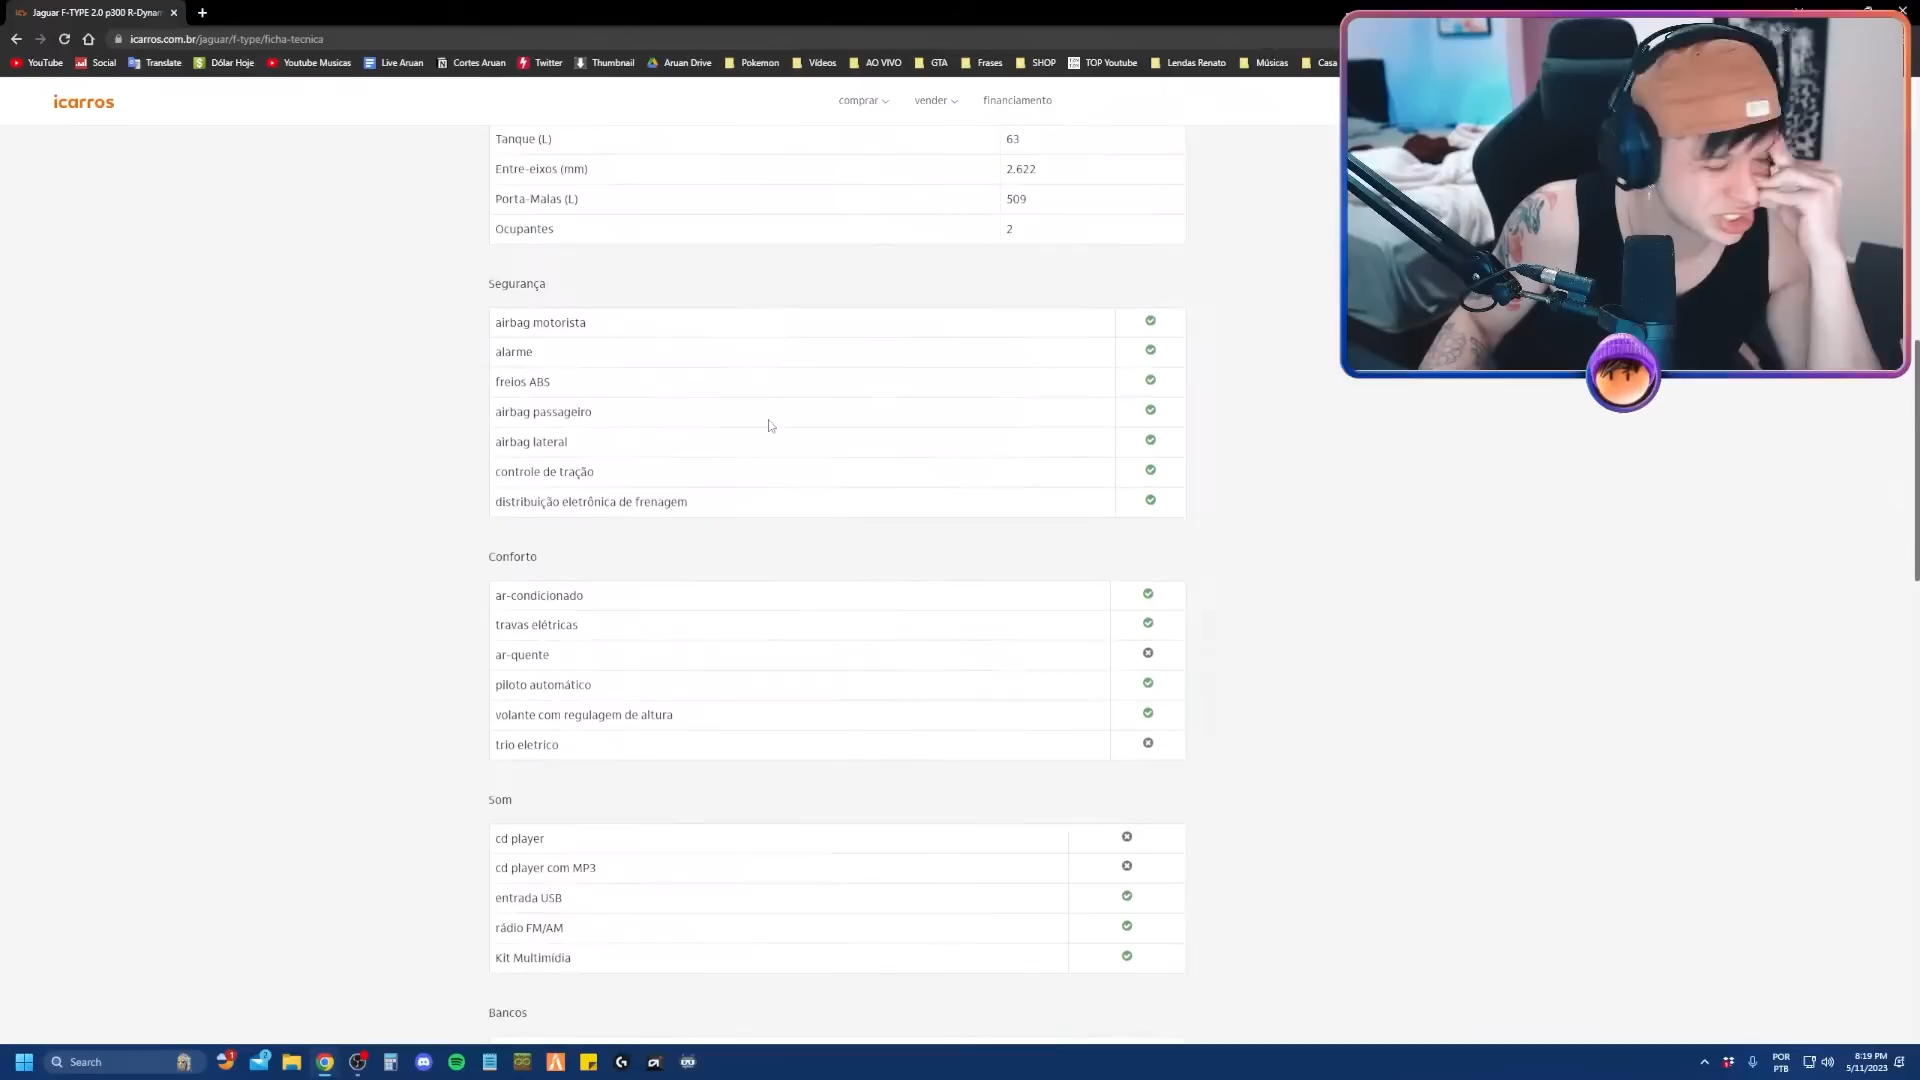 Jaguar F-TYPE 2.0 p300 R-Dynam
icarros.com.br/jaguar/f-type/ficha-tecnica
YouTube Social Translate Dólar Hoje Youtube Musicas Live Aruan Cortes Aruan Twitter Thumbnail Aruan Drive Pokemon Vídeos AO VIVO GTA Frases SHOP TOP Youtube Lendas Renato Músicas Casa
icarros comprar vender financiamento
Tanque (L) 63
Entre-eixos (mm) 2.622
Porta-Malas (L) 509
Ocupantes 2
Segurança
airbag motorista
alarme
freios ABS
airbag passageiro
airbag lateral
controle de tração
distribuição eletrônica de frenagem
Conforto
ar-condicionado
travas elétricas
ar-quente
piloto automático
volante com regulagem de altura
trio eletrico
Som
cd player
cd player com MP3
entrada USB
rádio FM/AM
Kit Multimídia
Bancos
Search
POR
PTB
8:19 PM
5/11/2023